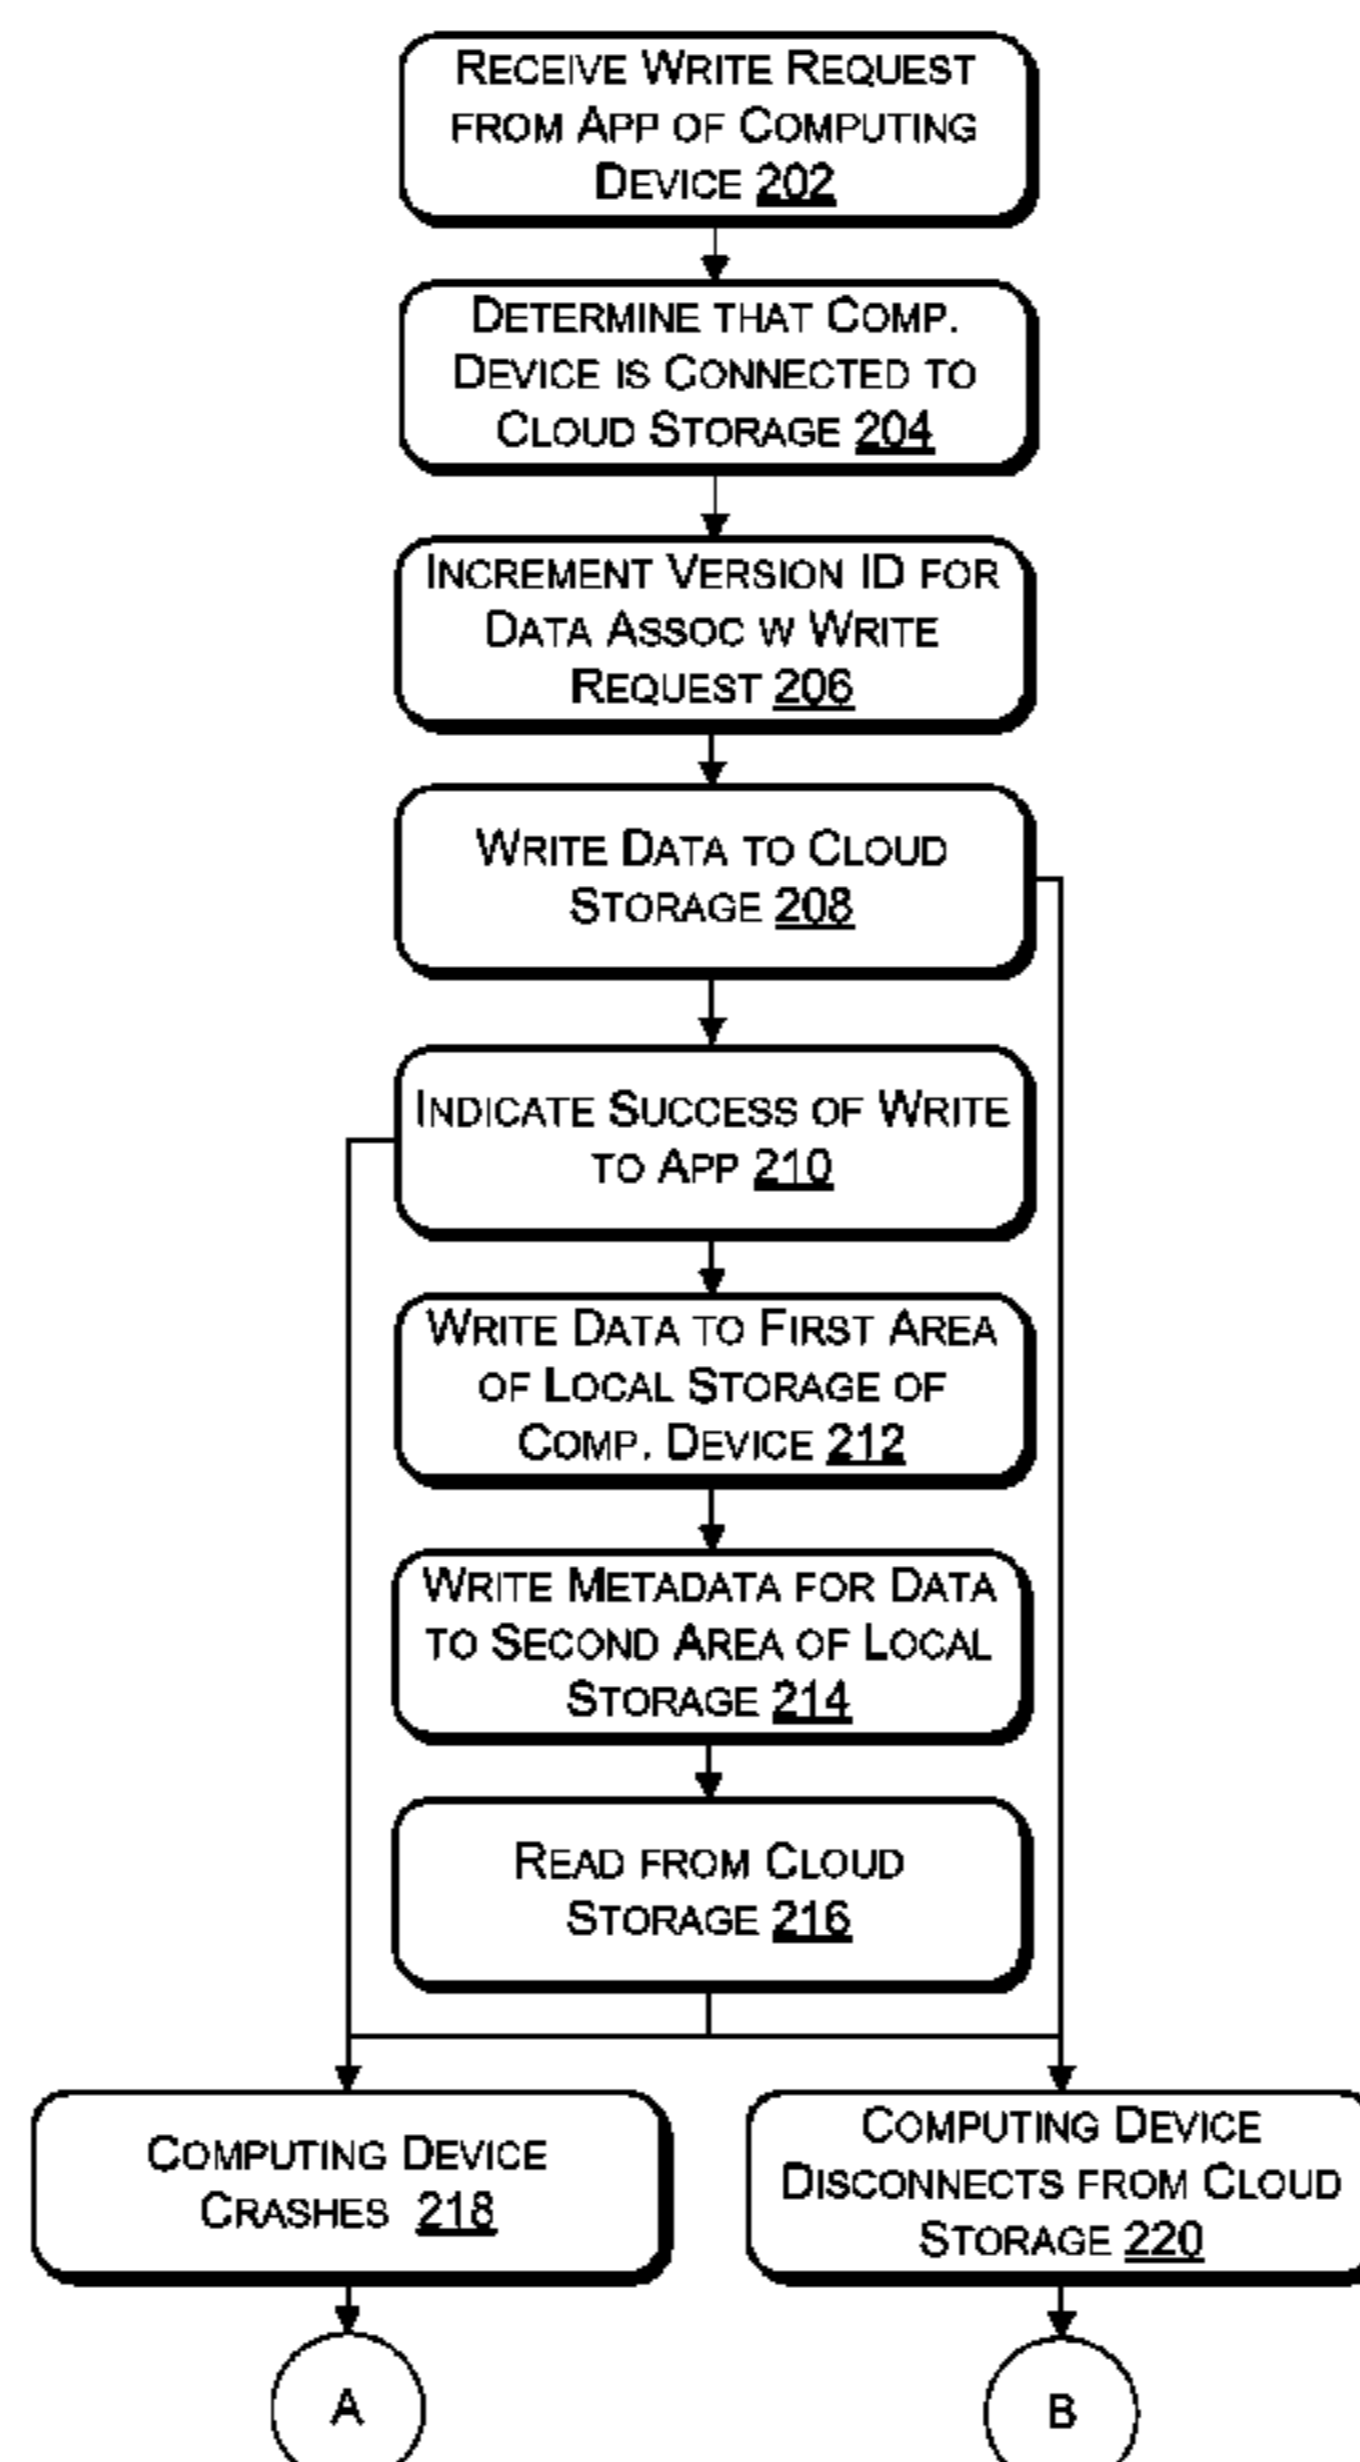 RECEIVE WRITE REQUEST
FROM APP OF COMPUTING
DEVICE 202
DETERMINE THAT COMP.
DEVICE IS CONNECTED TO
CLOUD STORAGE 204
INCREMENT VERSION ID FOR
DATA ASSOC W WRITE
REQUEST 206
WRITE DATA TO CLOUD
STORAGE 208
INDICATE SUCCESS OF WRITE
TO APP 210
WRITE DATA TO FIRST AREA
OF LOCAL STORAGE OF
COMP. DEVICE 212
WRITE METADATA FOR DATA
TO SECOND AREA OF LOCAL
STORAGE 214
READ FROM CLOUD
STORAGE 216
COMPUTING DEVICE
CRASHES 218
COMPUTING DEVICE
DISCONNECTS FROM CLOUD
STORAGE 220
A
B